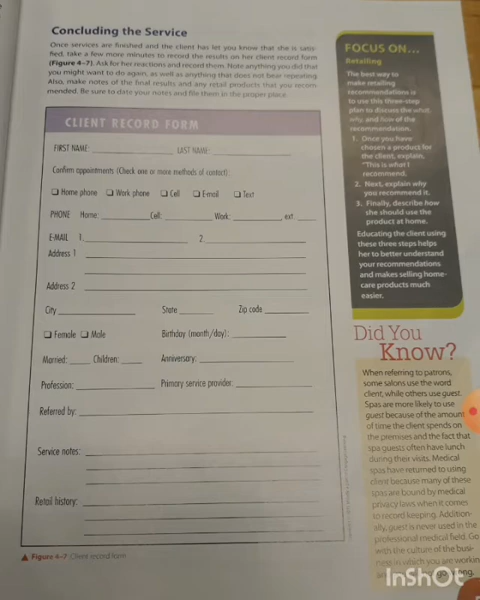 Concluding the Service
Once services are finished and the client has let you know that she is satis-
fied, take a few more minutes to record the results on her client record form
(Figure 4–7). Ask for her reactions and record them. Note anything you did that
you might want to do again, as well as anything that does not bear repeating.
Also, make notes of the final results and any retail products that you recom-
mended. Be sure to date your notes and file them in the proper place.
CLIENT RECORD FORM
FIRST NAME: LAST NAME:
Confirm appointments (Check one or more methods of contact):
Home phone Work phone Cell E-mail Text
PHONE Home: Cell: Work: ext.
E-MAIL 1. 2.
Address 1
Address 2
City State Zip code
Female Male Birthday (month/day):
Married: Children: Anniversary:
Profession: Primary service provider:
Referred by:
Service notes:
Retail history:
▲ Figure 4–7 Client record form
FOCUS ON...
Retailing
The best way to
make retailing
recommendations is
to use this three-step
plan to discuss the what,
why and how of the
recommendation.
1. Once you have
chosen a product for
the client, explain,
"This is what I
recommend.
2. Next, explain why
you recommend it.
3. Finally, describe how
she should use the
product at home.
Educating the client using
these three steps helps
her to better understand
your recommendations
and makes selling home-
care products much
easier.
Did You
Know?
When referring to patrons,
some salons use the word
client, while others use guest.
Spas are more likely to use
guest because of the amount
of time the client spends on
the premises and the fact that
spa guests often have lunch
during their visits. Medical
spas have returned to using
client because many of these
spas are bound by medical
privacy laws when it comes
to record keeping. Addition-
ally, guest is never used in the
professional medical field. Go
with the culture of the busi-
ness in which you are working
InShOt